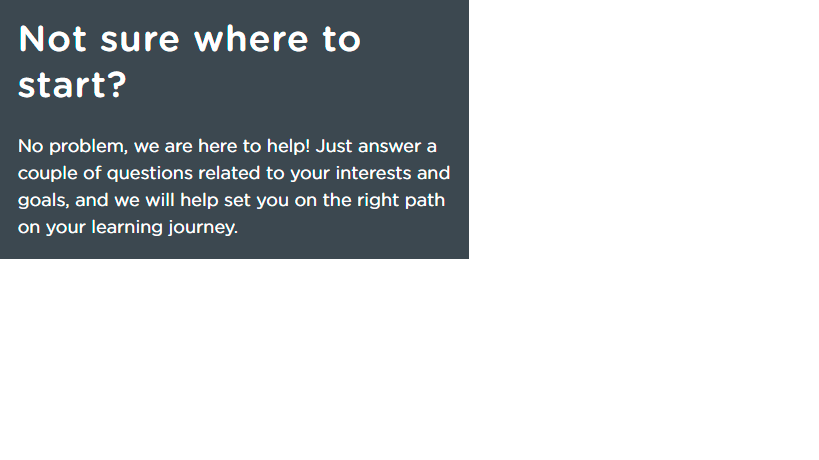 Not sure where to
start?
No problem, we are here to help! Just answer a
couple of questions related to your interests and
goals, and we will help set you on the right path
on your learning journey.